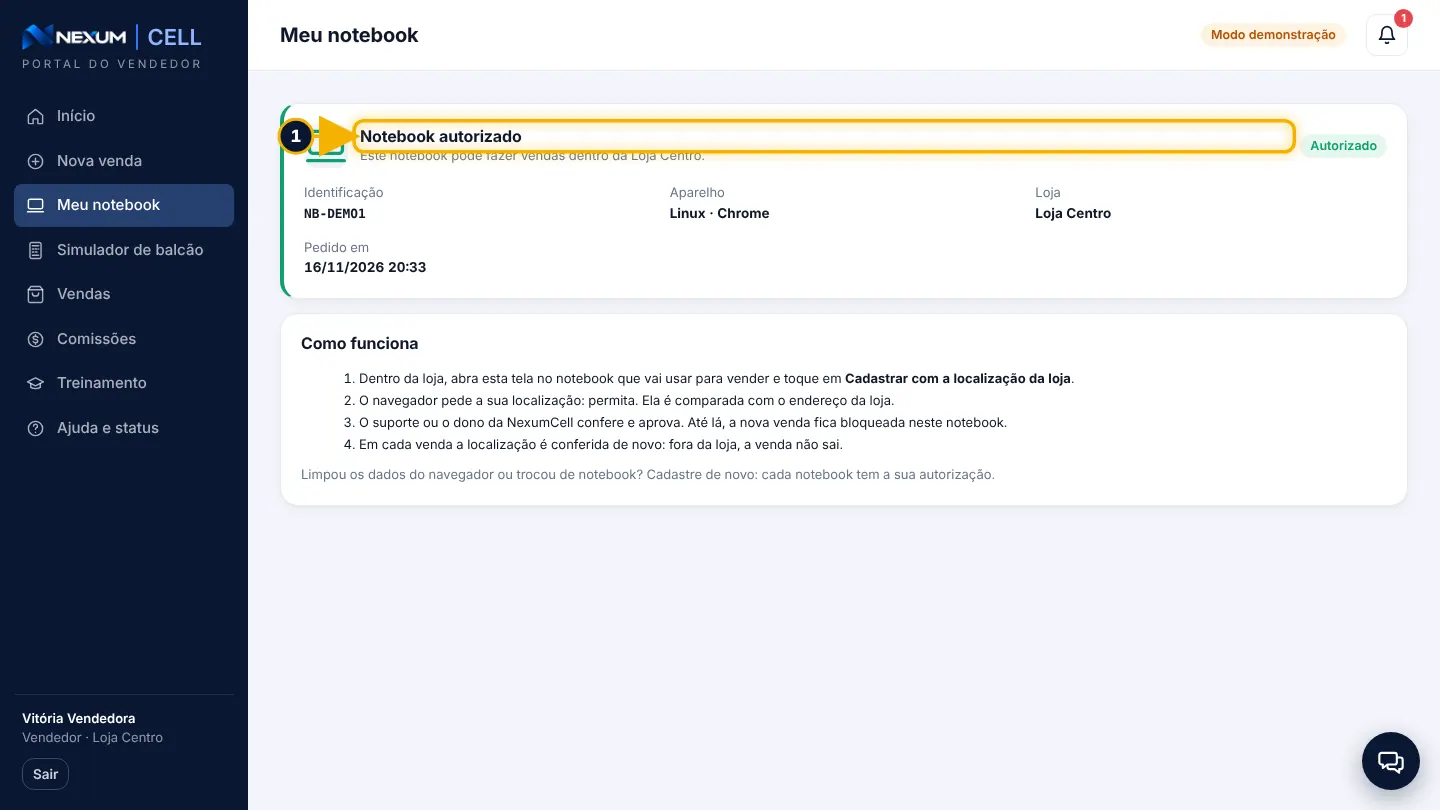 NEXUM | CELL
PORTAL DO VENDEDOR
Início
Nova venda
Meu notebook
Simulador de balcão
Vendas
Comissões
Treinamento
Ajuda e status
Vitória Vendedora
Vendedor · Loja Centro
Sair
Meu notebook
Modo demonstração
1
1
Notebook autorizado
Este notebook pode fazer vendas dentro da Loja Centro.
Autorizado
Identificação
NB-DEMO1
Aparelho
Linux · Chrome
Loja
Loja Centro
Pedido em
16/11/2026 20:33
Como funciona
1. Dentro da loja, abra esta tela no notebook que vai usar para vender e toque em Cadastrar com a localização da loja.
2. O navegador pede a sua localização: permita. Ela é comparada com o endereço da loja.
3. O suporte ou o dono da NexumCell confere e aprova. Até lá, a nova venda fica bloqueada neste notebook.
4. Em cada venda a localização é conferida de novo: fora da loja, a venda não sai.
Limpou os dados do navegador ou trocou de notebook? Cadastre de novo: cada notebook tem a sua autorização.